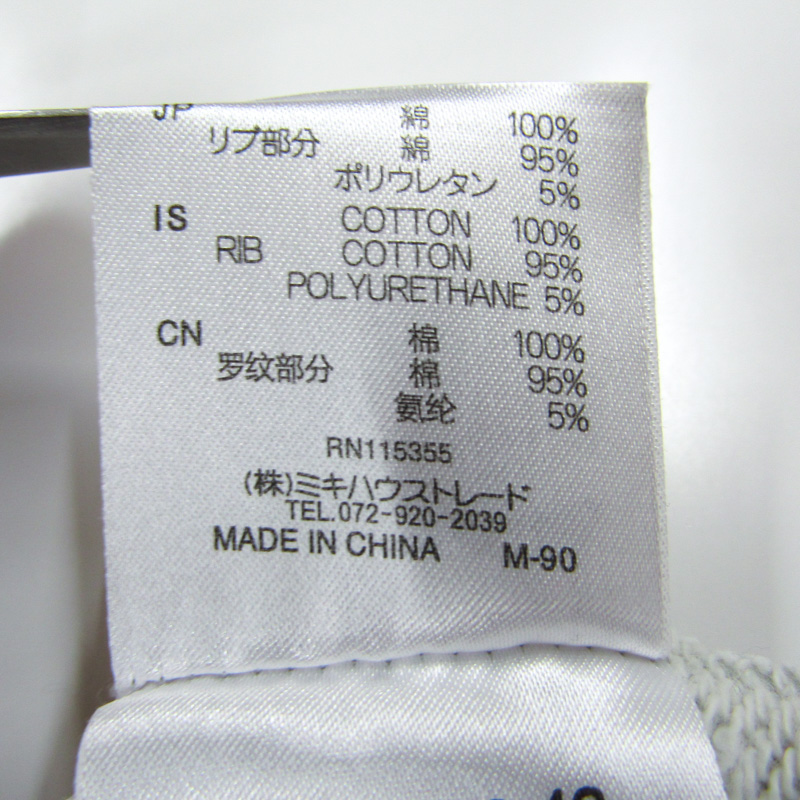 JP 綿 100%
リブ部分 綿 95%
ポリウレタン 5%
IS COTTON 100%
RIB COTTON 95%
POLYURETHANE 5%
CN 棉 100%
罗纹部分 棉 95%
氨纶 5%
RN115355
(株)ミキハウストレード
TEL.072-920-2039
MADE IN CHINA M-90